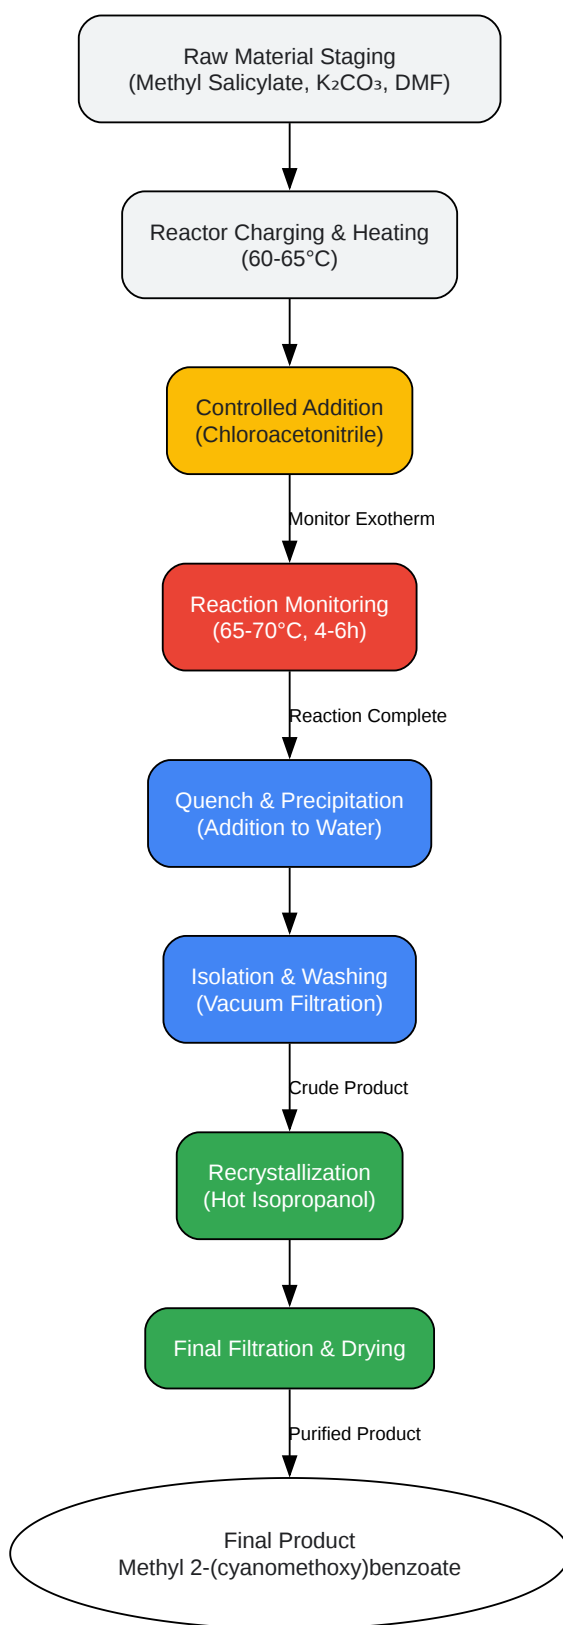 Raw Material Staging
(Methyl Salicylate, K₂CO₃, DMF)
Reactor Charging & Heating
(60-65°C)
Controlled Addition
(Chloroacetonitrile)
Monitor Exotherm
Reaction Monitoring
(65-70°C, 4-6h)
Reaction Complete
Quench & Precipitation
(Addition to Water)
Isolation & Washing
(Vacuum Filtration)
Crude Product
Recrystallization
(Hot Isopropanol)
Final Filtration & Drying
Purified Product
Final Product
Methyl 2-(cyanomethoxy)benzoate